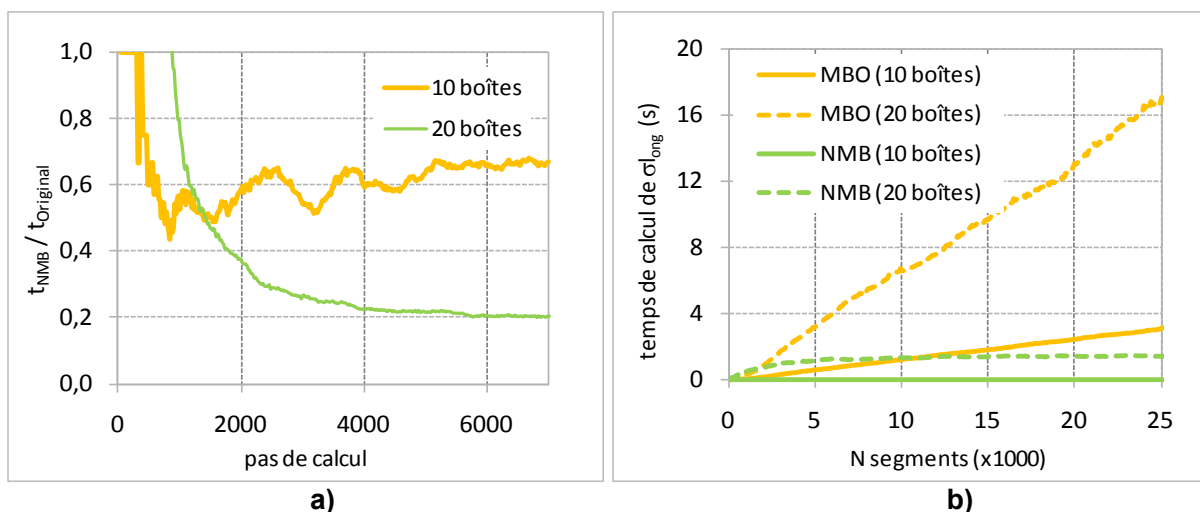 1,0
0,8
0,6
0,4
0,2
0,0
t_NMB / t_Original
10 boîtes
20 boîtes
0 2000 4000 6000
pas de calcul
a)
20
16
12
8
4
0
temps de calcul de σl_ong (s)
MBO (10 boîtes)
MBO (20 boîtes)
NMB (10 boîtes)
NMB (20 boîtes)
0 5 10 15 20 25
N segments (x1000)
b)